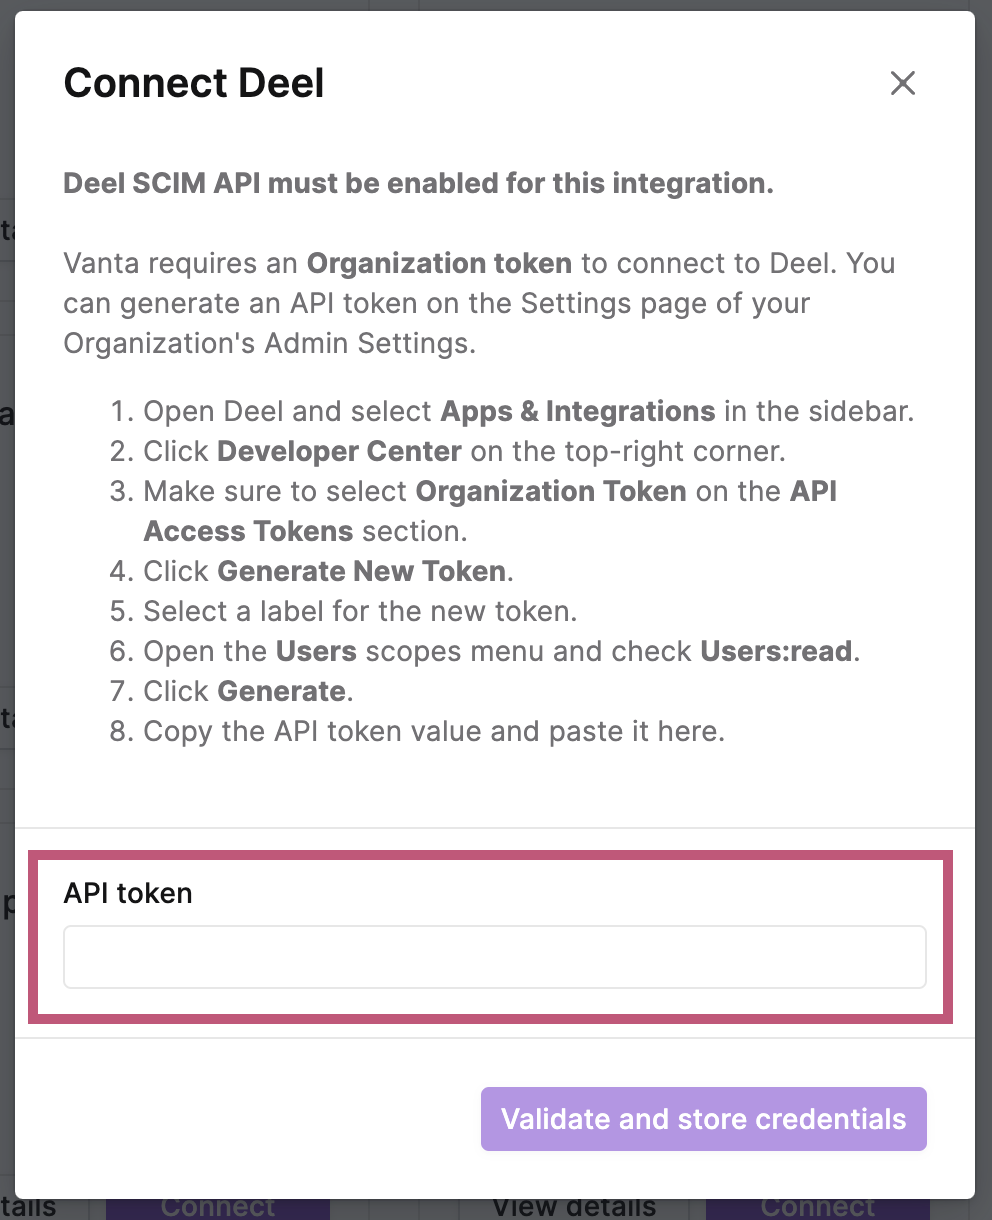 Connect Deel
Deel SCIM API must be enabled for this integration.
Vanta requires an Organization token to connect to Deel. You
can generate an API token on the Settings page of your
Organization's Admin Settings.
1. Open Deel and select Apps & Integrations in the sidebar.
2. Click Developer Center on the top-right corner.
3. Make sure to select Organization Token on the API
Access Tokens section.
4. Click Generate New Token.
5. Select a label for the new token.
6. Open the Users scopes menu and check Users:read.
7. Click Generate.
8. Copy the API token value and paste it here.
API token
Validate and store credentials
tails Connect View details Connect